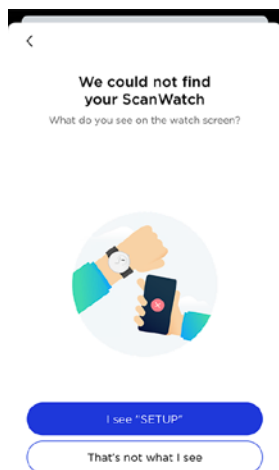 We could not find
your ScanWatch
What do you see on the watch screen?
I see "SETUP"
That's not what I see